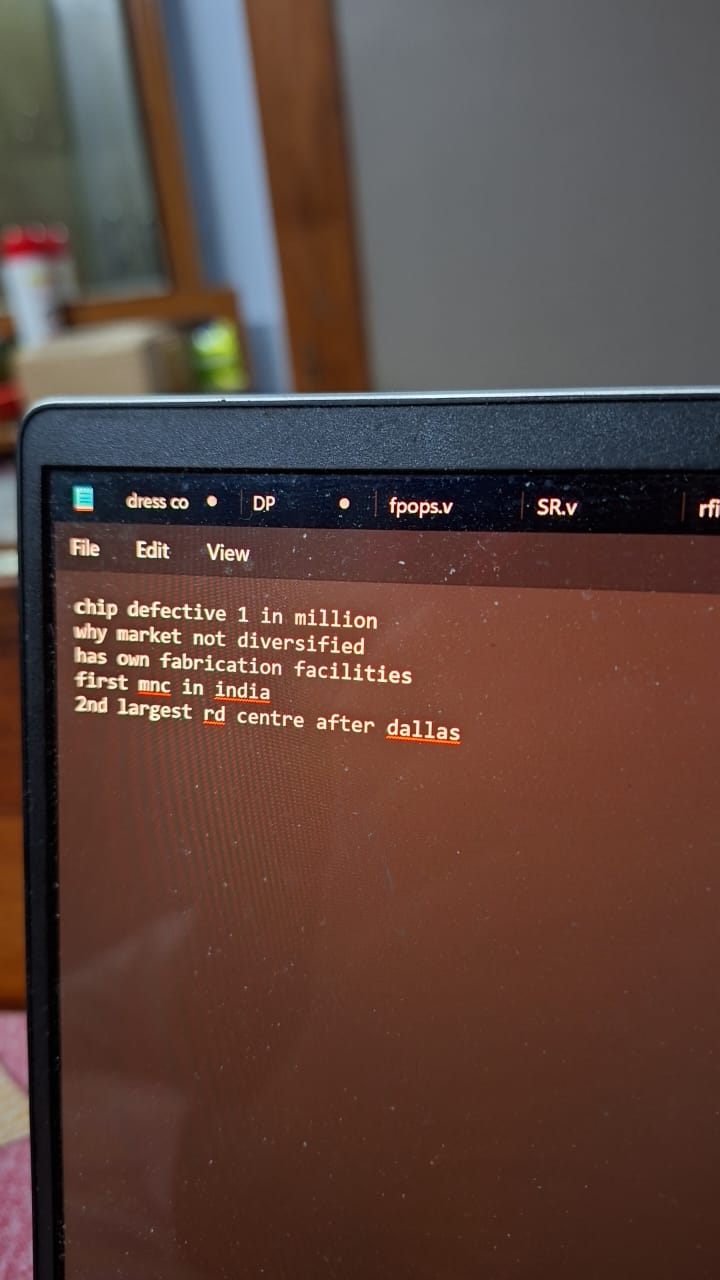 dress co DP fpops.v SR.v rfi
File Edit View
chip defective 1 in million
why market not diversified
has own fabrication facilities
first mnc in india
2nd largest rd centre after dallas